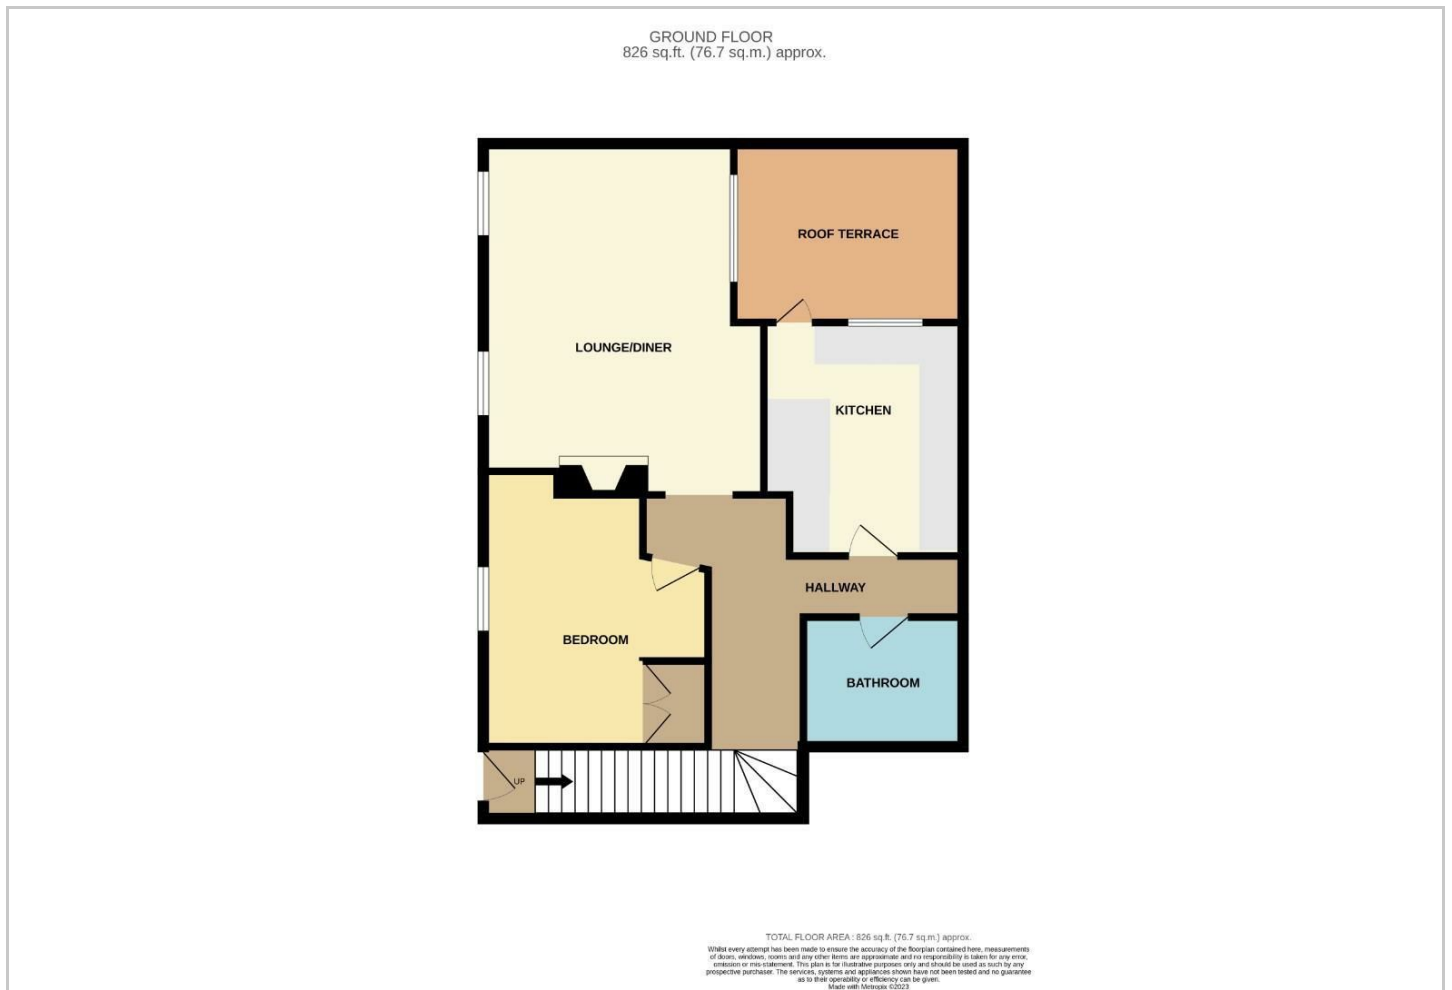 GROUND FLOOR
826 sq.ft. (76.7 sq.m.) approx.
ROOF TERRACE
LOUNGE/DINER
KITCHEN
HALLWAY
BEDROOM
BATHROOM
UP
TOTAL FLOOR AREA : 826 sq.ft. (76.7 sq.m.) approx.
Whilst every attempt has been made to ensure the accuracy of the floorplan contained here, measurements
of doors, windows, rooms and any other items are approximate and no responsibility is taken for any error,
omission or mis-statement. This plan is for illustrative purposes only and should be used as such by any
prospective purchaser. The services, systems and appliances shown have not been tested and no guarantee
as to their operability or efficiency can be given.
Made with Metropix ©2023